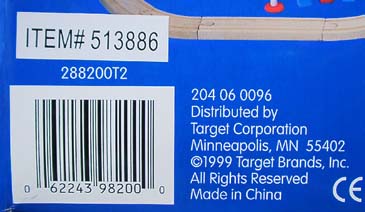 ITEM# 513886
288200T2
204 06 0096
Distributed by
Target Corporation
Minneapolis, MN 55402
©1999 Target Brands, Inc.
All Rights Reserved
Made in China
CE
0 62243 98200 0